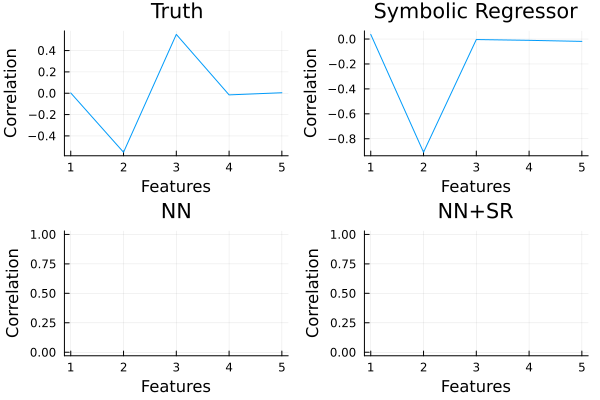 Truth
Correlation
0.4
0.2
0.0
−0.2
−0.4
1 2 3 4 5
Features
Symbolic Regressor
Correlation
0.0
−0.2
−0.4
−0.6
−0.8
1 2 3 4 5
Features
NN
Correlation
1.00
0.75
0.50
0.25
0.00
1 2 3 4 5
Features
NN+SR
Correlation
1.00
0.75
0.50
0.25
0.00
1 2 3 4 5
Features